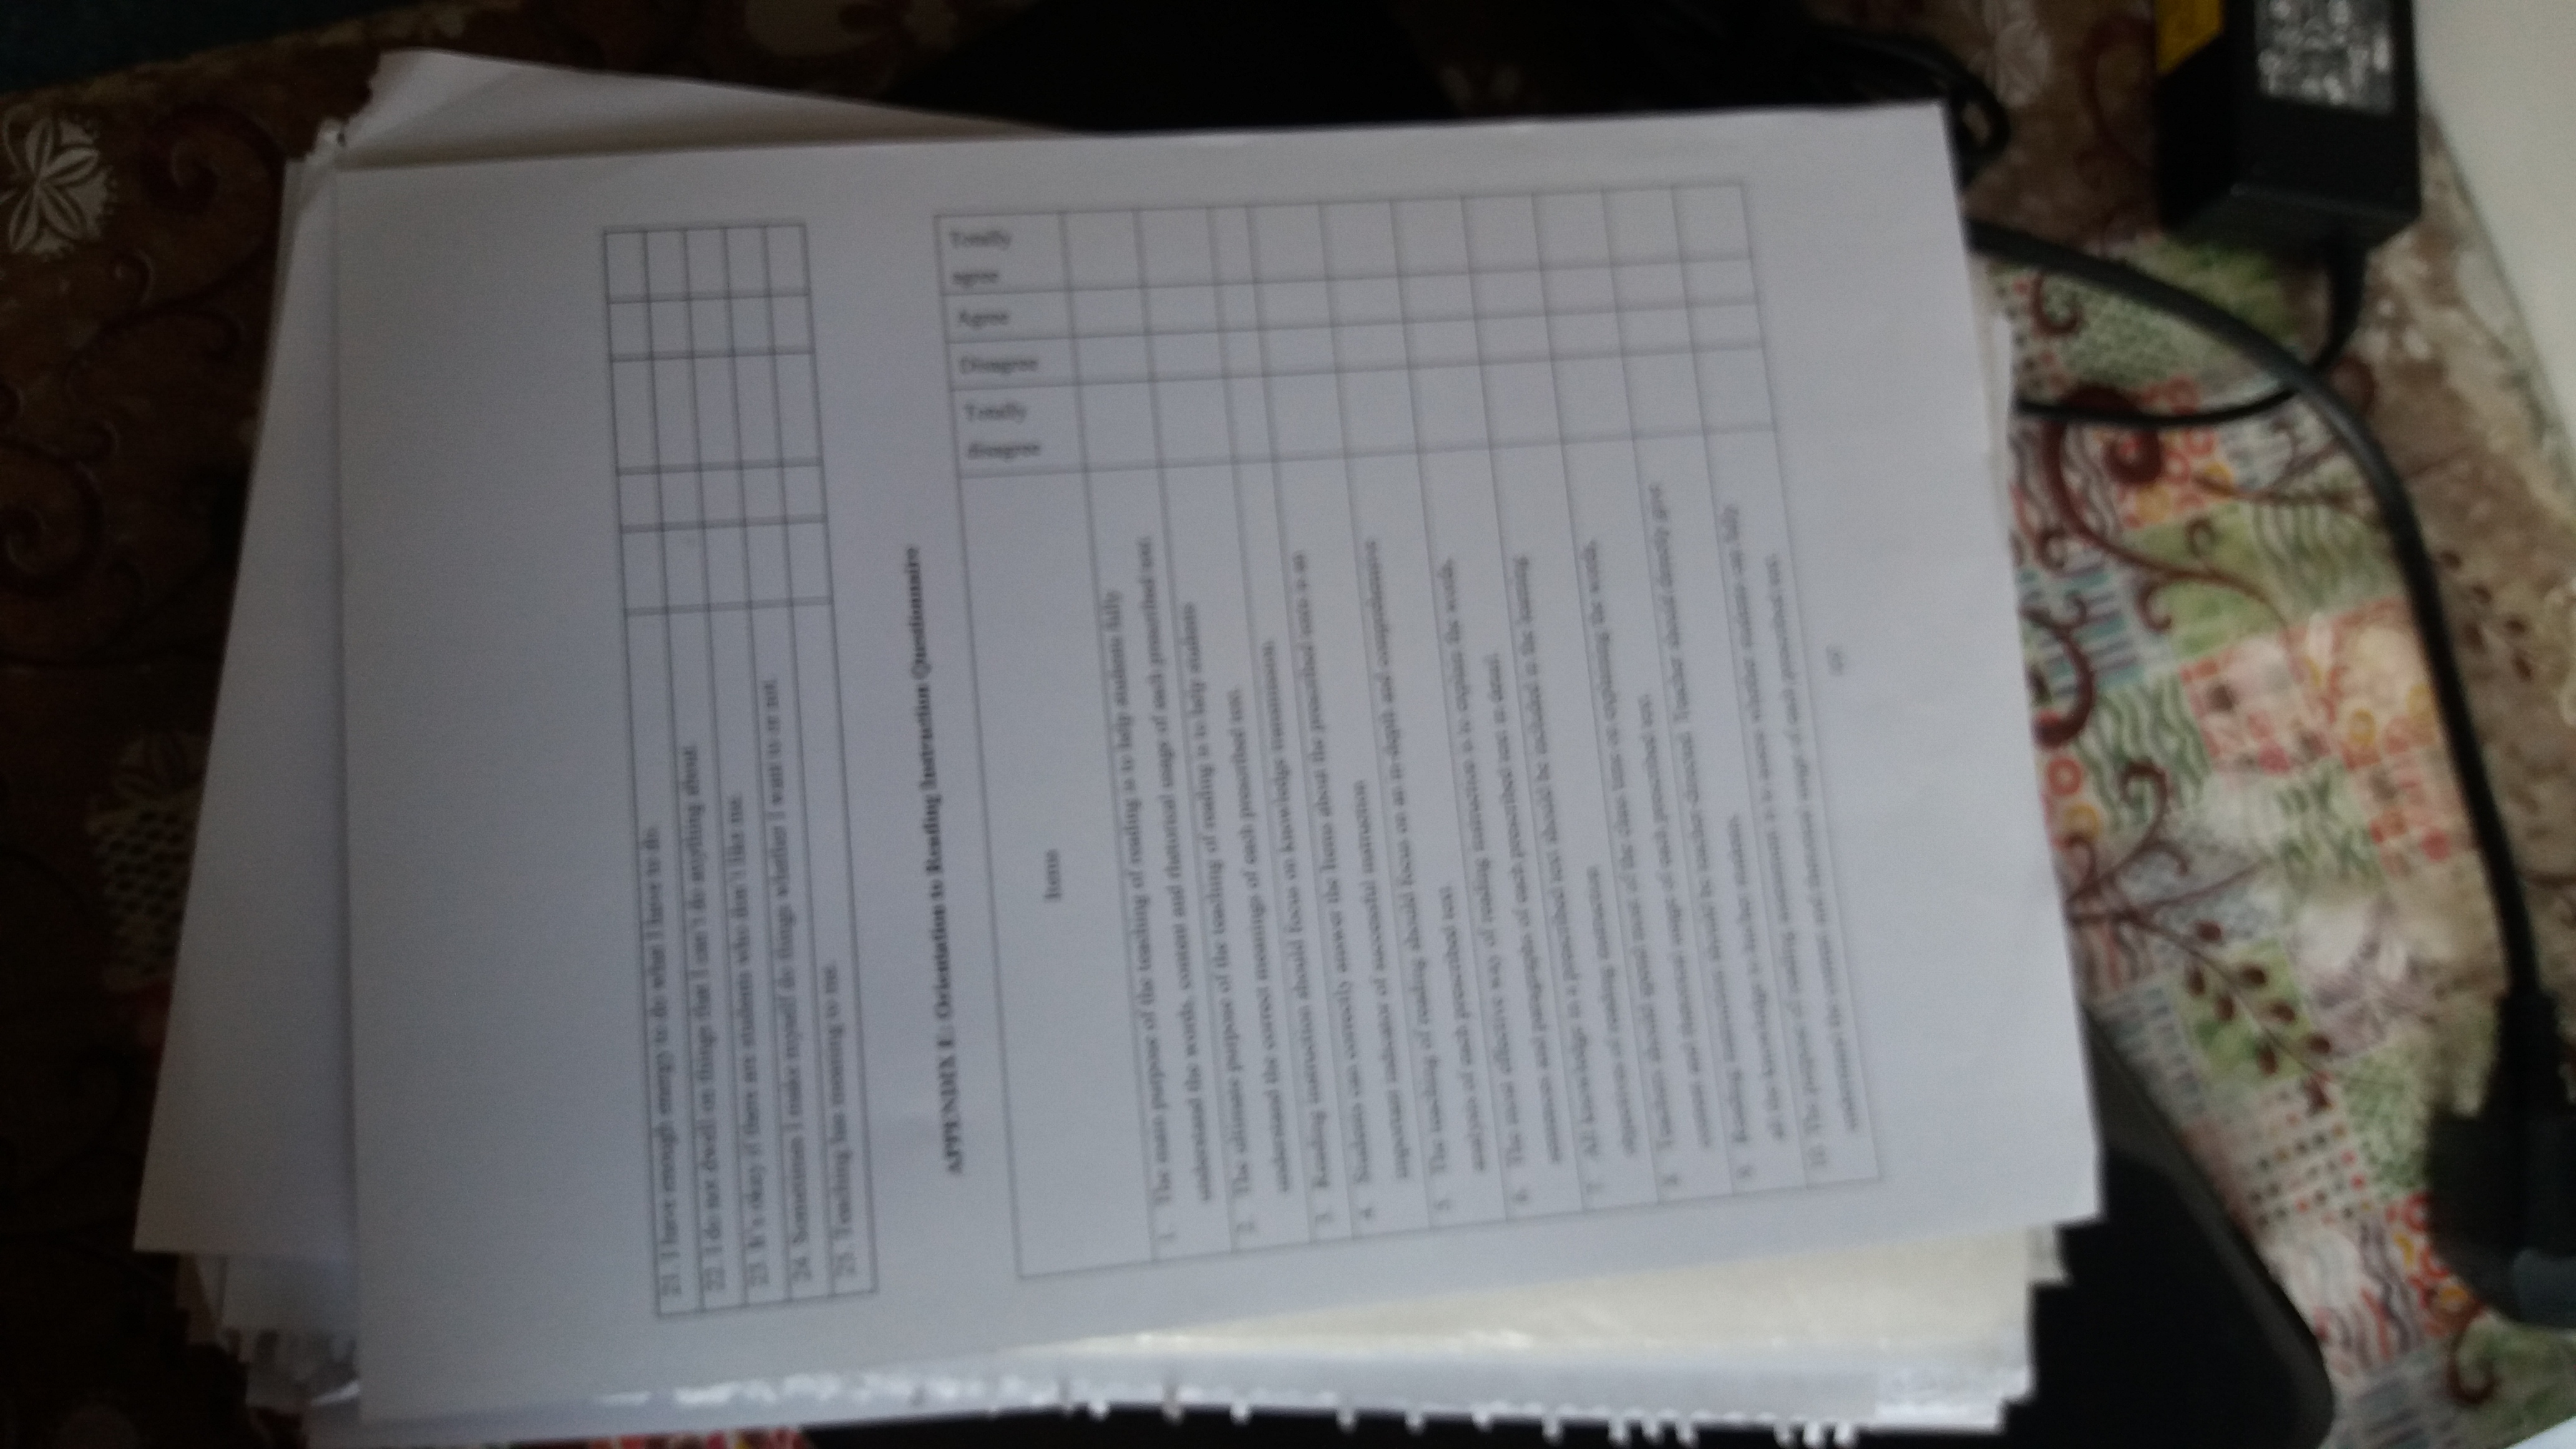 21. I have enough energy to do what I have to do.
22. I do not dwell on things that I can't do anything about.
23. It's okay if there are students who don't like me.
24. Sometimes I make myself do things whether I want to or not.
25. Teaching has meaning to me.
APPENDIX E: Orientation to Reading Instruction Questionnaire
Items
Totally disagree
Disagree
Agree
Totally agree
1. The main purpose of the teaching of reading is to help students fully
understand the words, content and rhetorical usage of each prescribed text.
2. The ultimate purpose of the teaching of reading is to help students
understand the correct meanings of each prescribed text.
3. Reading instruction should focus on knowledge transmission.
4. Students can correctly answer the items about the prescribed texts is an
important indicator of successful instruction
5. The teaching of reading should focus on an in-depth and comprehensive
analysis of each prescribed text.
6. The most effective way of reading instruction is to explain the words,
sentences and paragraphs of each prescribed text in detail.
7. All knowledge in a prescribed text should be included in the learning
objectives of reading instruction.
8. Teachers should spend most of the class time on explaining the words,
content and rhetorical usage of each prescribed text.
9. Reading instruction should be teacher-directed. Teacher should directly give
all the knowledge to his/her students.
10. The purpose of reading assessment is to assess whether students can fully
understand the content and rhetorical usage of each prescribed text.